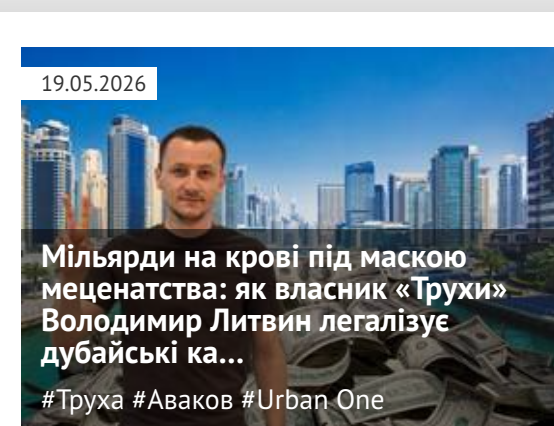 19.05.2026
Мільярди на крові під маскою
меценатства: як власник «Трухи»
Володимир Литвин легалізує
дубайські ка...
#Труха #Аваков #Urban One